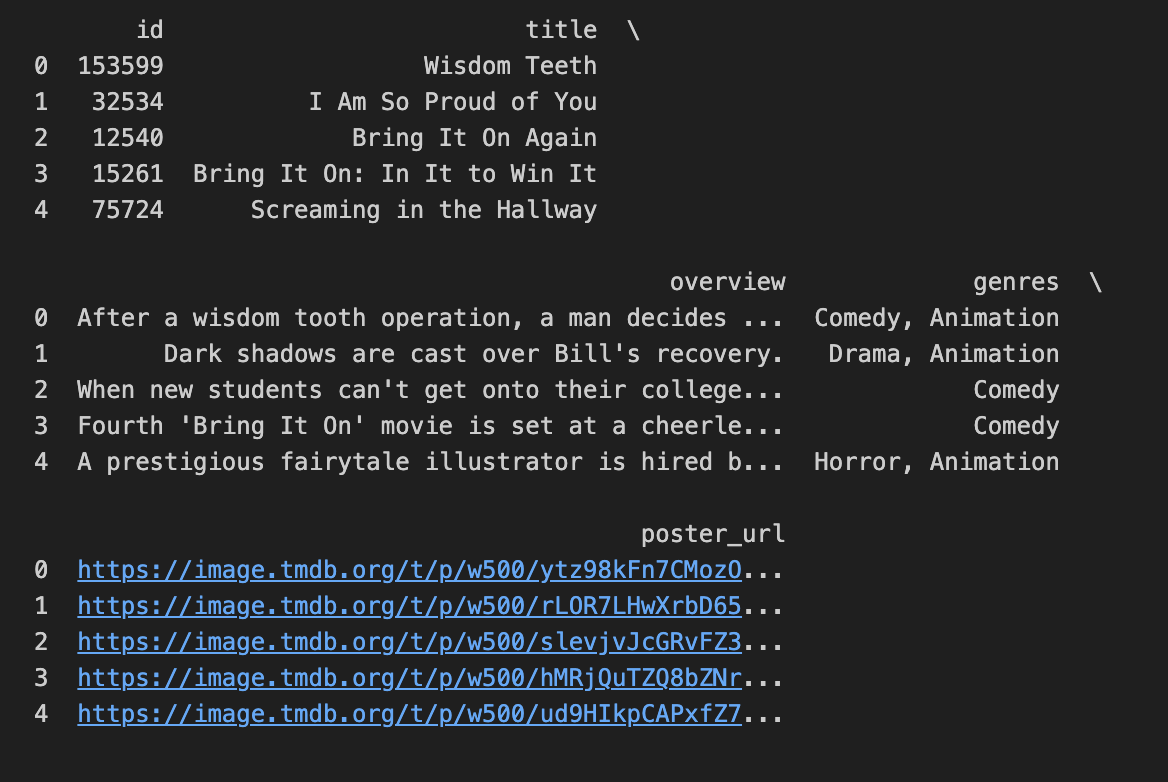 id title \
0 153599 Wisdom Teeth
1 32534 I Am So Proud of You
2 12540 Bring It On Again
3 15261 Bring It On: In It to Win It
4 75724 Screaming in the Hallway
overview genres \
0 After a wisdom tooth operation, a man decides ... Comedy, Animation
1 Dark shadows are cast over Bill's recovery. Drama, Animation
2 When new students can't get onto their college... Comedy
3 Fourth 'Bring It On' movie is set at a cheerle... Comedy
4 A prestigious fairytale illustrator is hired b... Horror, Animation
poster_url
0 https://image.tmdb.org/t/p/w500/ytz98kFn7CMozO...
1 https://image.tmdb.org/t/p/w500/rLOR7LHwXrbD65...
2 https://image.tmdb.org/t/p/w500/slevjvJcGRvFZ3...
3 https://image.tmdb.org/t/p/w500/hMRjQuTZQ8bZNr...
4 https://image.tmdb.org/t/p/w500/ud9HIkpCAPxfZ7...